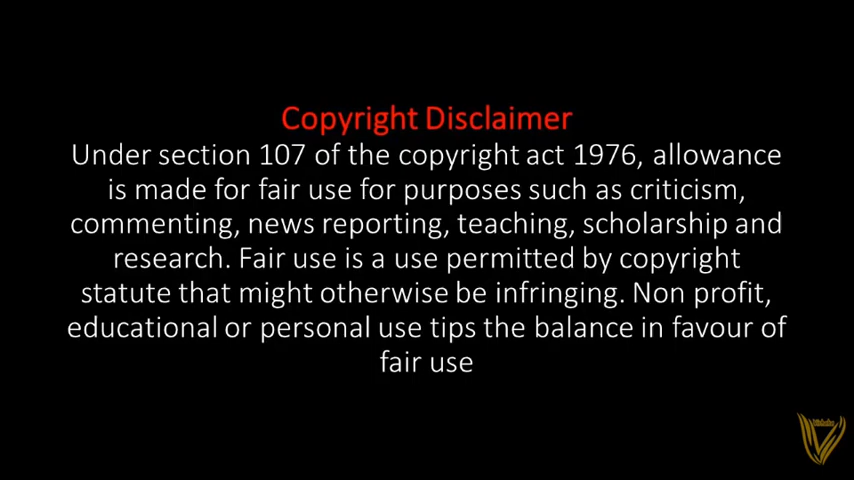 Copyright Disclaimer
Under section 107 of the copyright act 1976, allowance
is made for fair use for purposes such as criticism,
commenting, news reporting, teaching, scholarship and
research. Fair use is a use permitted by copyright
statute that might otherwise be infringing. Non profit,
educational or personal use tips the balance in favour of
fair use